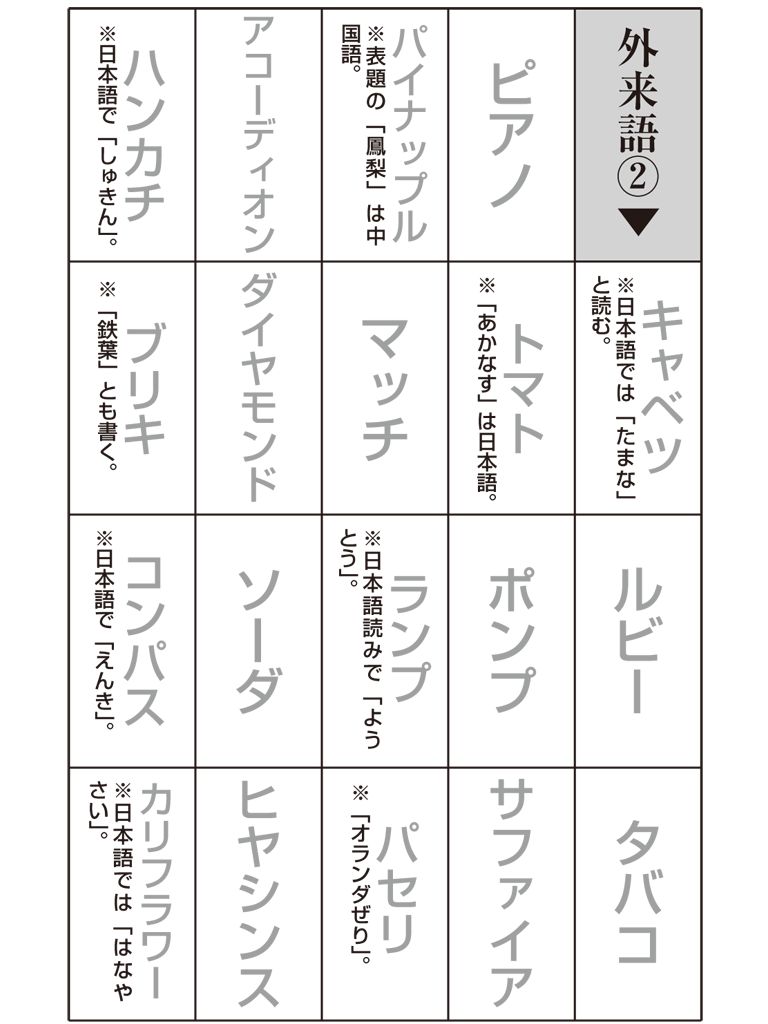 外来語②▼
キャベツ
※日本語では「たまな」
と読む。
ルビー
タバコ
ピアノ
トマト
※「あかなす」は日本語。
ポンプ
サファイア
パイナップル
※表題の「鳳梨」は中
国語。
マッチ
ランプ
※日本語読みで「よう
とう」。
パセリ
※「オランダぜり」。
アコーディオン
ダイヤモンド
ソーダ
ヒヤシンス
ハンカチ
※日本語で「しゅきん」。
ブリキ
※「鉄葉」とも書く。
コンパス
※日本語で「えんき」。
カリフラワー
※日本語では「はなや
さい」。